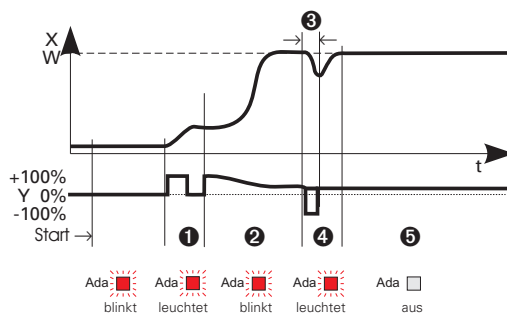 ❸
X
W
t
+100%
Y 0%
-100%
Start →
❶ ❷ ❹ ❺
Ada Ada Ada Ada Ada
blinkt leuchtet blinkt leuchtet aus